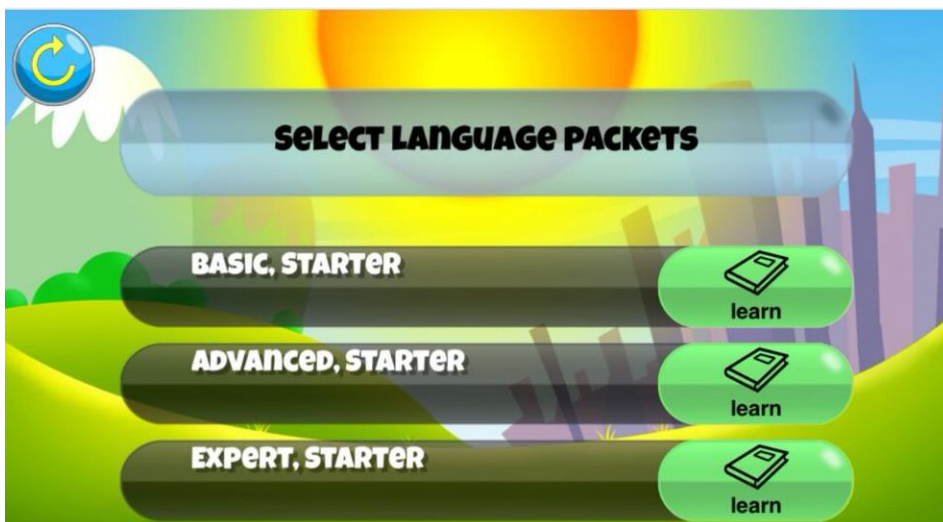 SELECT LANGUAGE PACKETS
BASIC, STARTER
learn
ADVANCED, STARTER
learn
EXPERT, STARTER
learn